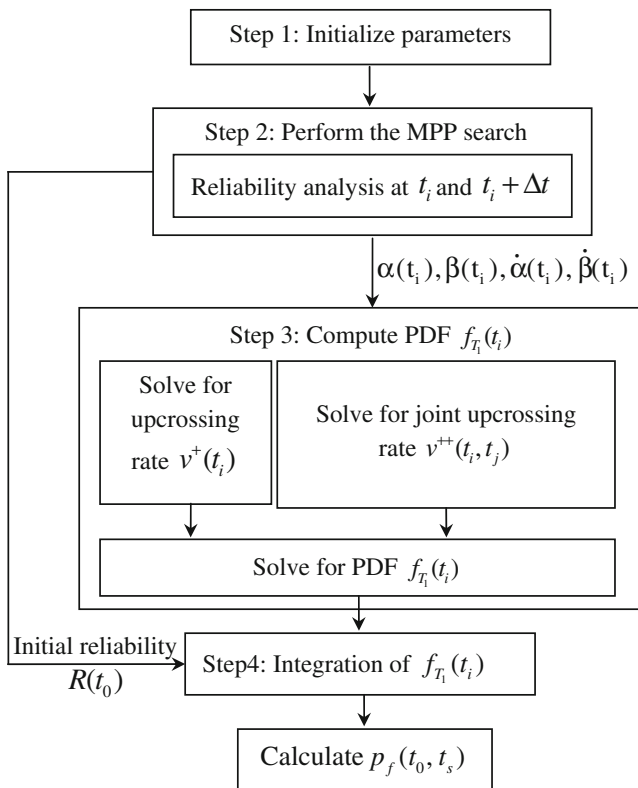 Step 1: Initialize parameters
Step 2: Perform the MPP search
Reliability analysis at t_i and t_i + Δt
α(t_i), β(t_i), α̇(t_i), β̇(t_i)
Step 3: Compute PDF f_{T_1}(t_i)
Solve for
upcrossing
rate v^+(t_i)
Solve for joint upcrossing
rate v^{++}(t_i, t_j)
Solve for PDF f_{T_1}(t_i)
Initial reliability
R(t_0)
Step4: Integration of f_{T_1}(t_i)
Calculate p_f(t_0, t_s)